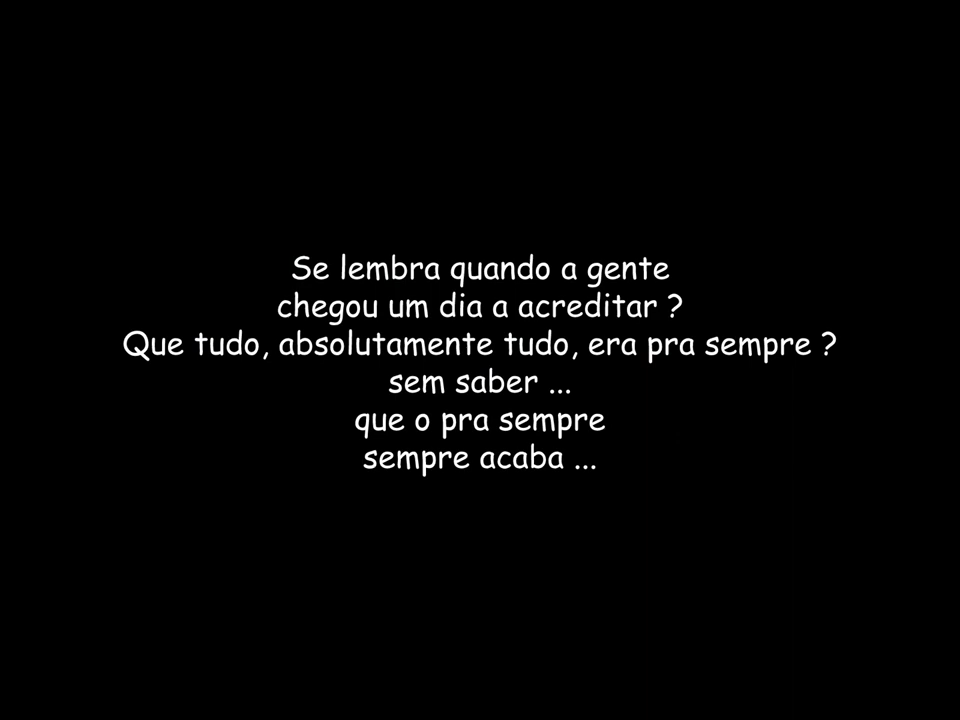 Se lembra quando a gente
chegou um dia a acreditar ?
Que tudo, absolutamente tudo, era pra sempre ?
sem saber ...
que o pra sempre
sempre acaba ...